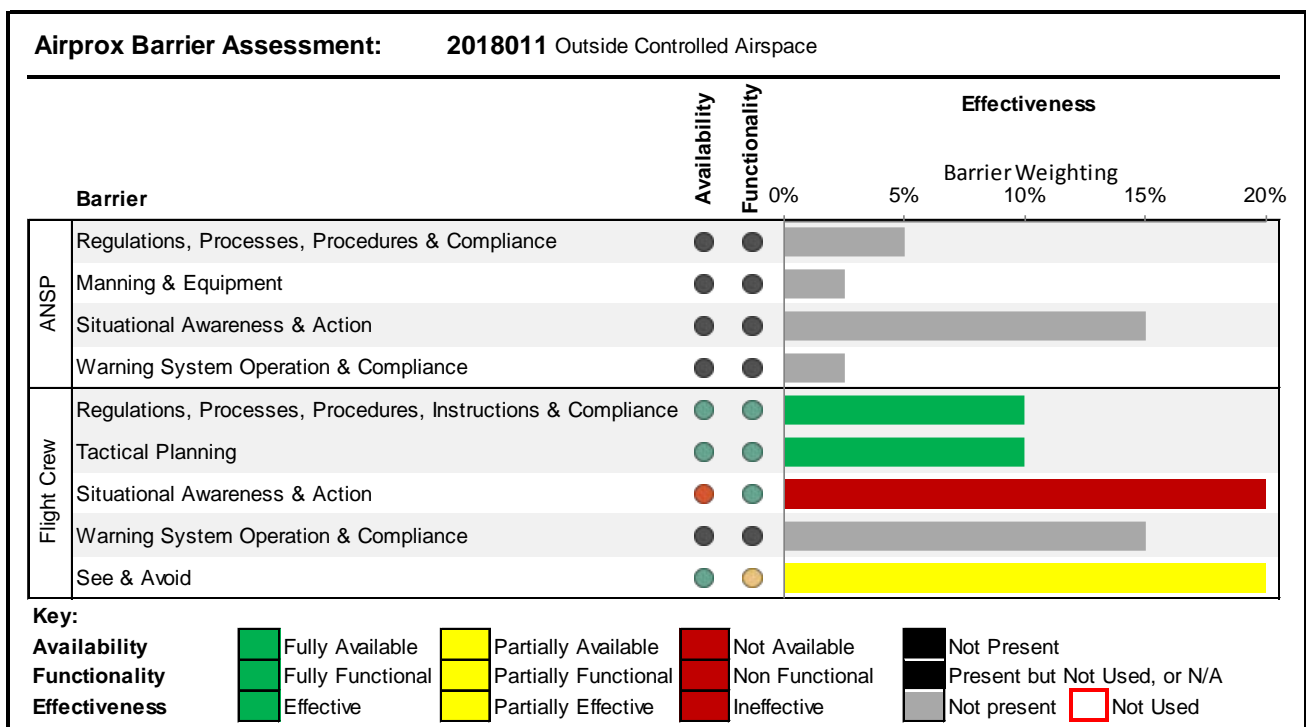 Airprox Barrier Assessment: 2018011 Outside Controlled Airspace
Availability
Functionality
Effectiveness
Barrier Weighting
Barrier
0% 5% 10% 15% 20%
ANSP
Regulations, Processes, Procedures & Compliance
Manning & Equipment
Situational Awareness & Action
Warning System Operation & Compliance
Flight Crew
Regulations, Processes, Procedures, Instructions & Compliance
Tactical Planning
Situational Awareness & Action
Warning System Operation & Compliance
See & Avoid
Key:
Availability Fully Available Partially Available Not Available Not Present
Functionality Fully Functional Partially Functional Non Functional Present but Not Used, or N/A
Effectiveness Effective Partially Effective Ineffective Not present Not Used